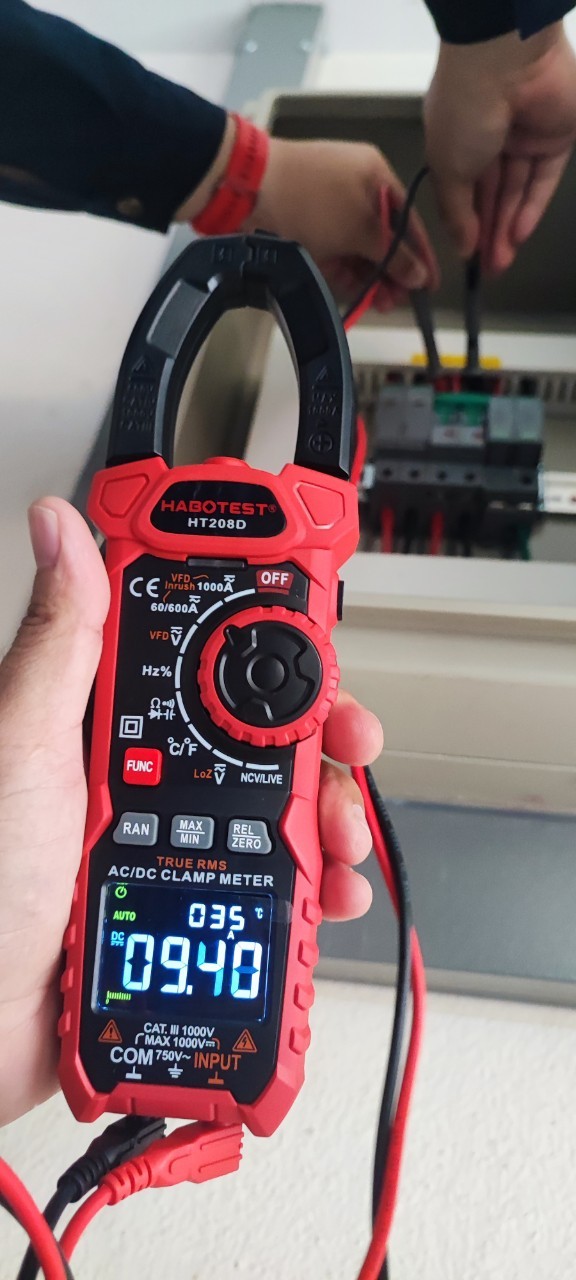 HABOTEST®
HT208D
CE
VFD
Inrush 1000A
OFF
60/600A
VFD V
Hz%
Ω
°C/°F
LoZ V
NCV/LIVE
FUNC
RAN
MAX
MIN
REL
ZERO
TRUE RMS
AC/DC CLAMP METER
035 °C
AUTO
A
DC
09.40
0
CAT. III 1000V
MAX 1000V
COM 750V~ INPUT